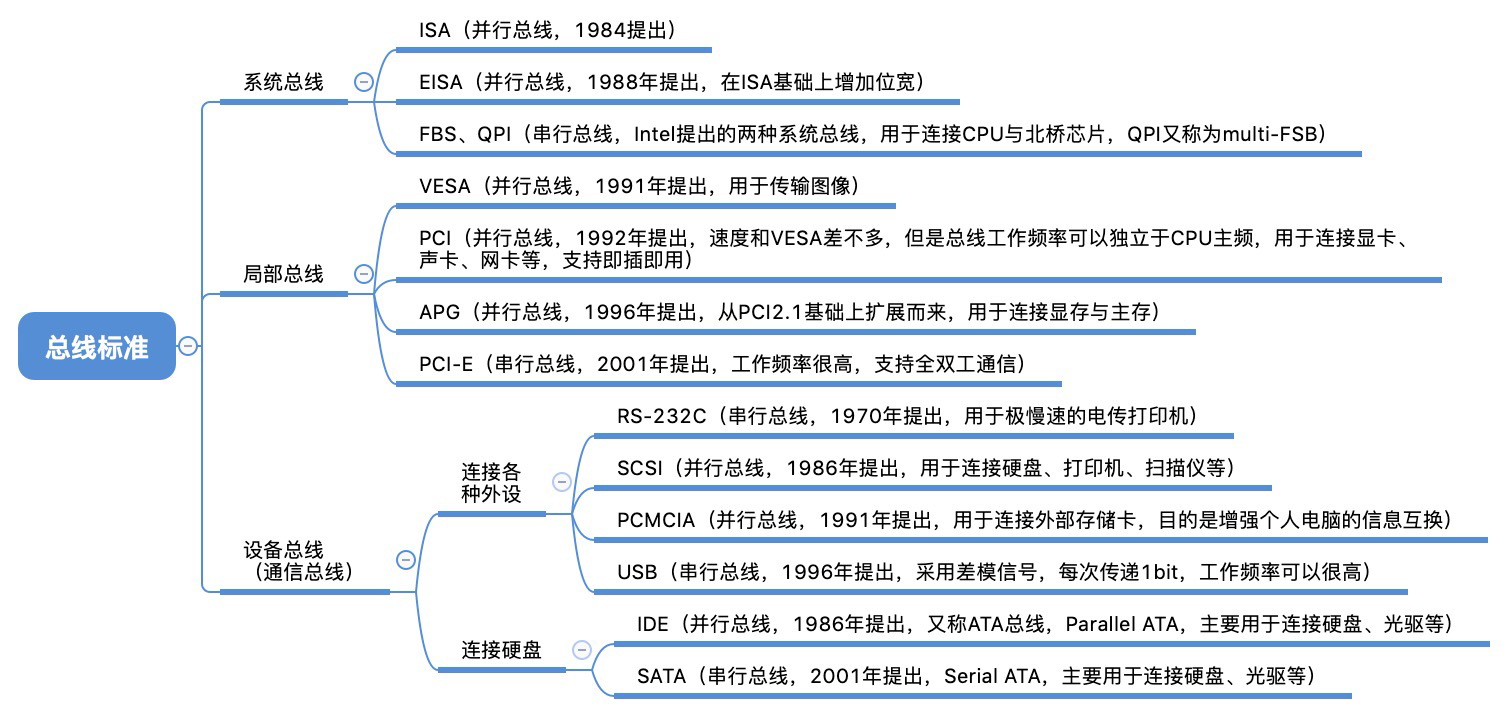 总线标准
系统总线
ISA（并行总线，1984提出）
EISA（并行总线，1988年提出，在ISA基础上增加位宽）
FBS、QPI（串行总线，Intel提出的两种系统总线，用于连接CPU与北桥芯片，QPI又称为multi-FSB）
局部总线
VESA（并行总线，1991年提出，用于传输图像）
PCI（并行总线，1992年提出，速度和VESA差不多，但是总线工作频率可以独立于CPU主频，用于连接显卡、
声卡、网卡等，支持即插即用）
APG（并行总线，1996年提出，从PCI2.1基础上扩展而来，用于连接显存与主存）
PCI-E（串行总线，2001年提出，工作频率很高，支持全双工通信）
设备总线
（通信总线）
连接各
种外设
RS-232C（串行总线，1970年提出，用于极慢速的电传打印机）
SCSI（并行总线，1986年提出，用于连接硬盘、打印机、扫描仪等）
PCMCIA（并行总线，1991年提出，用于连接外部存储卡，目的是增强个人电脑的信息互换）
USB（串行总线，1996年提出，采用差模信号，每次传递1bit，工作频率可以很高）
连接硬盘
IDE（并行总线，1986年提出，又称ATA总线，Parallel ATA，主要用于连接硬盘、光驱等）
SATA（串行总线，2001年提出，Serial ATA，主要用于连接硬盘、光驱等）